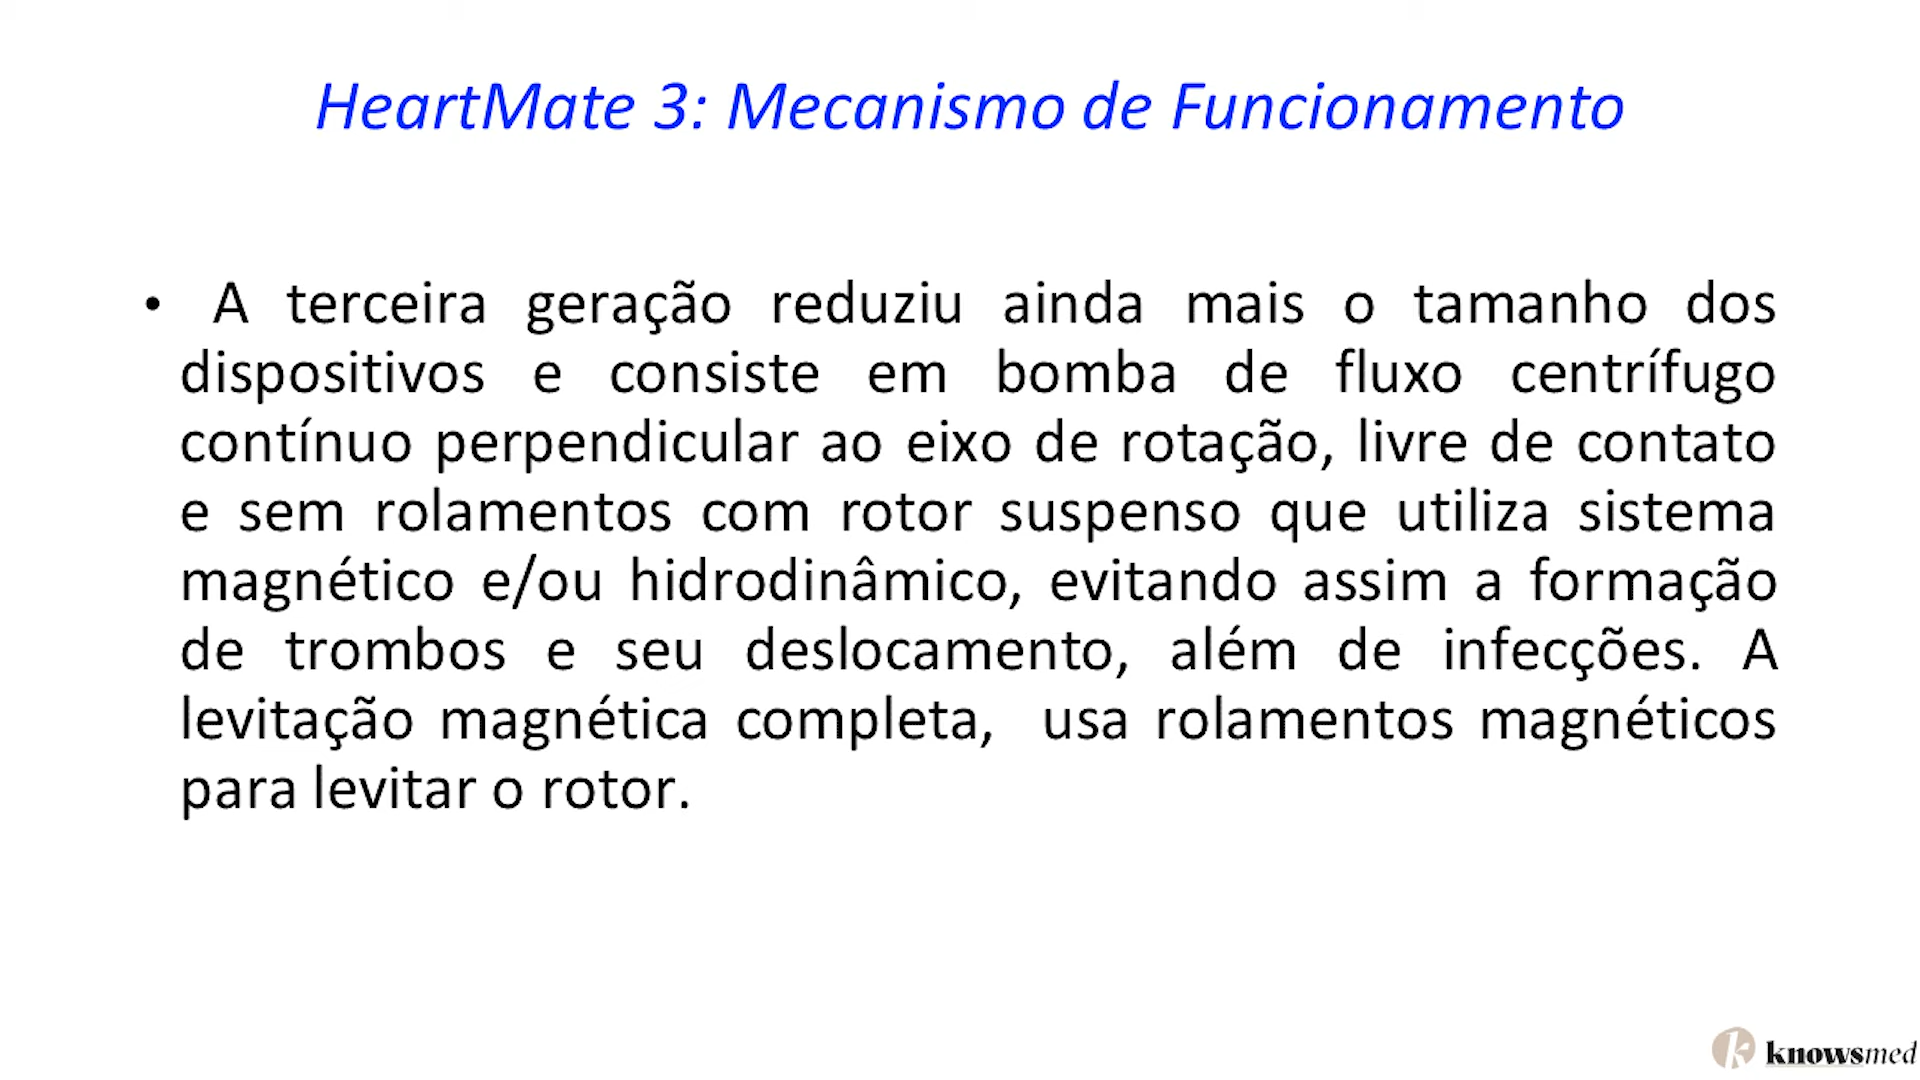 HeartMate 3: Mecanismo de Funcionamento
• A terceira geração reduziu ainda mais o tamanho dos
dispositivos e consiste em bomba de fluxo centrífugo
contínuo perpendicular ao eixo de rotação, livre de contato
e sem rolamentos com rotor suspenso que utiliza sistema
magnético e/ou hidrodinâmico, evitando assim a formação
de trombos e seu deslocamento, além de infecções. A
levitação magnética completa, usa rolamentos magnéticos
para levitar o rotor.
k knowsmed